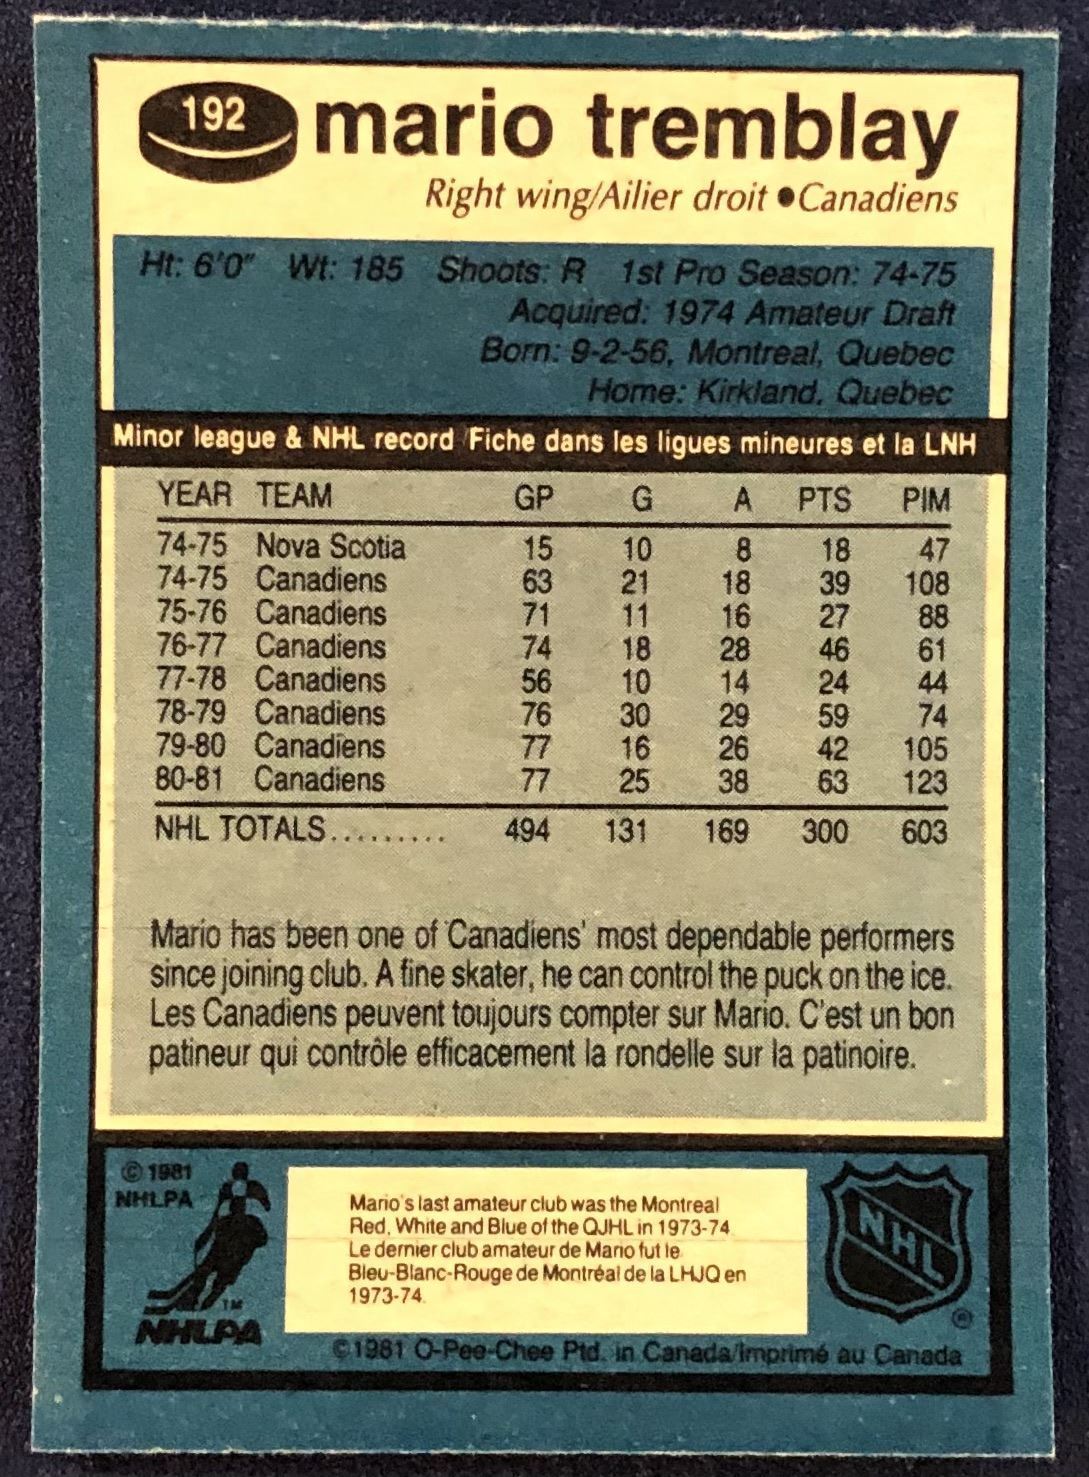 192
mario tremblay
Right wing/Ailier droit ●Canadiens
Ht: 6'0" Wt: 185 Shoots: R 1st Pro Season: 74-75
Acquired: 1974 Amateur Draft
Born: 9-2-56, Montreal, Quebec
Home: Kirkland, Quebec
Minor league & NHL record /Fiche dans les ligues mineures et la LNH
YEAR TEAM GP G A PTS PIM
74-75 Nova Scotia 15 10 8 18 47
74-75 Canadiens 63 21 18 39 108
75-76 Canadiens 71 11 16 27 88
76-77 Canadiens 74 18 28 46 61
77-78 Canadiens 56 10 14 24 44
78-79 Canadiens 76 30 29 59 74
79-80 Canadiens 77 16 26 42 105
80-81 Canadiens 77 25 38 63 123
NHL TOTALS......... 494 131 169 300 603
Mario has been one of Canadiens' most dependable performers
since joining club. A fine skater, he can control the puck on the ice.
Les Canadiens peuvent toujours compter sur Mario. C'est un bon
patineur qui contrôle efficacement la rondelle sur la patinoire.
© 1981
NHLPA
TM
NHLPA
Mario's last amateur club was the Montreal
Red, White and Blue of the QJHL in 1973-74.
Le dernier club amateur de Mario fut le
Bleu-Blanc-Rouge de Montréal de la LHJQ en
1973-74.
NHL
®
©1981 O-Pee-Chee Ptd. in Canada/Imprimé au Canada